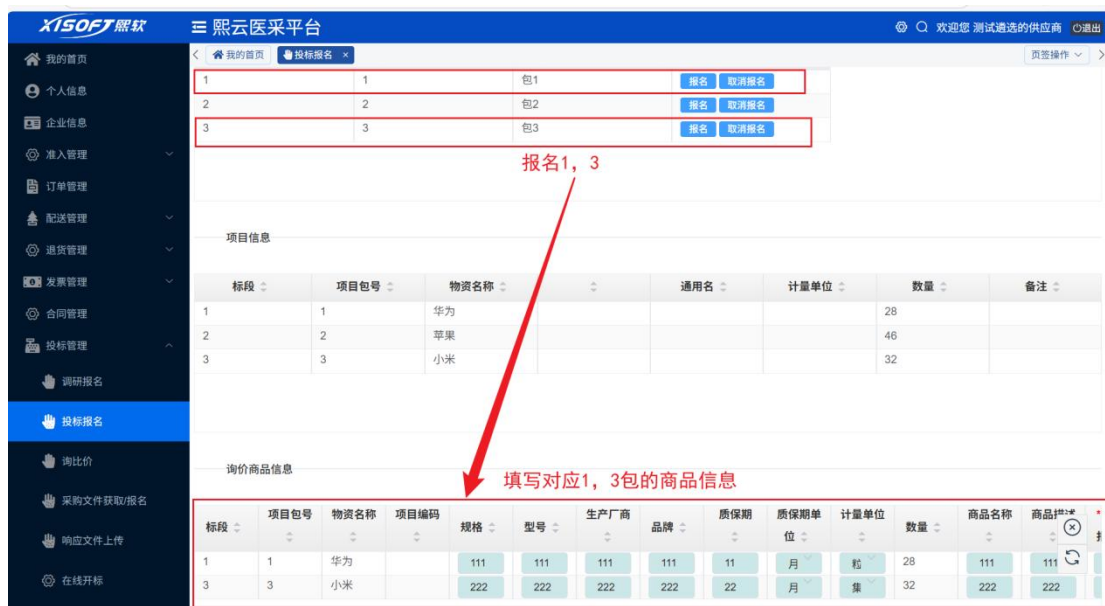 XISOFT熙软 熙云医采平台 欢迎您 测试遴选的供应商 退出
我的首页 投标报名 × 页签操作
我的首页
个人信息
企业信息
准入管理
订单管理
配送管理
退货管理
发票管理
合同管理
投标管理
调研报名
投标报名
询比价
采购文件获取/报名
响应文件上传
在线开标
1 1 包1 报名 取消报名
2 2 包2 报名 取消报名
3 3 包3 报名 取消报名
报名1，3
项目信息
标段 项目包号 物资名称 通用名 计量单位 数量 备注
1 1 华为 28
2 2 苹果 46
3 3 小米 32
询价商品信息
填写对应1，3包的商品信息
标段 项目包号 物资名称 项目编码 规格 型号 生产厂商 品牌 质保期 质保期单位 计量单位 数量 商品名称 商品描述
1 1 华为 111 111 111 111 11 月 粒 28 111 111
3 3 小米 222 222 222 222 22 月 集 32 222 222